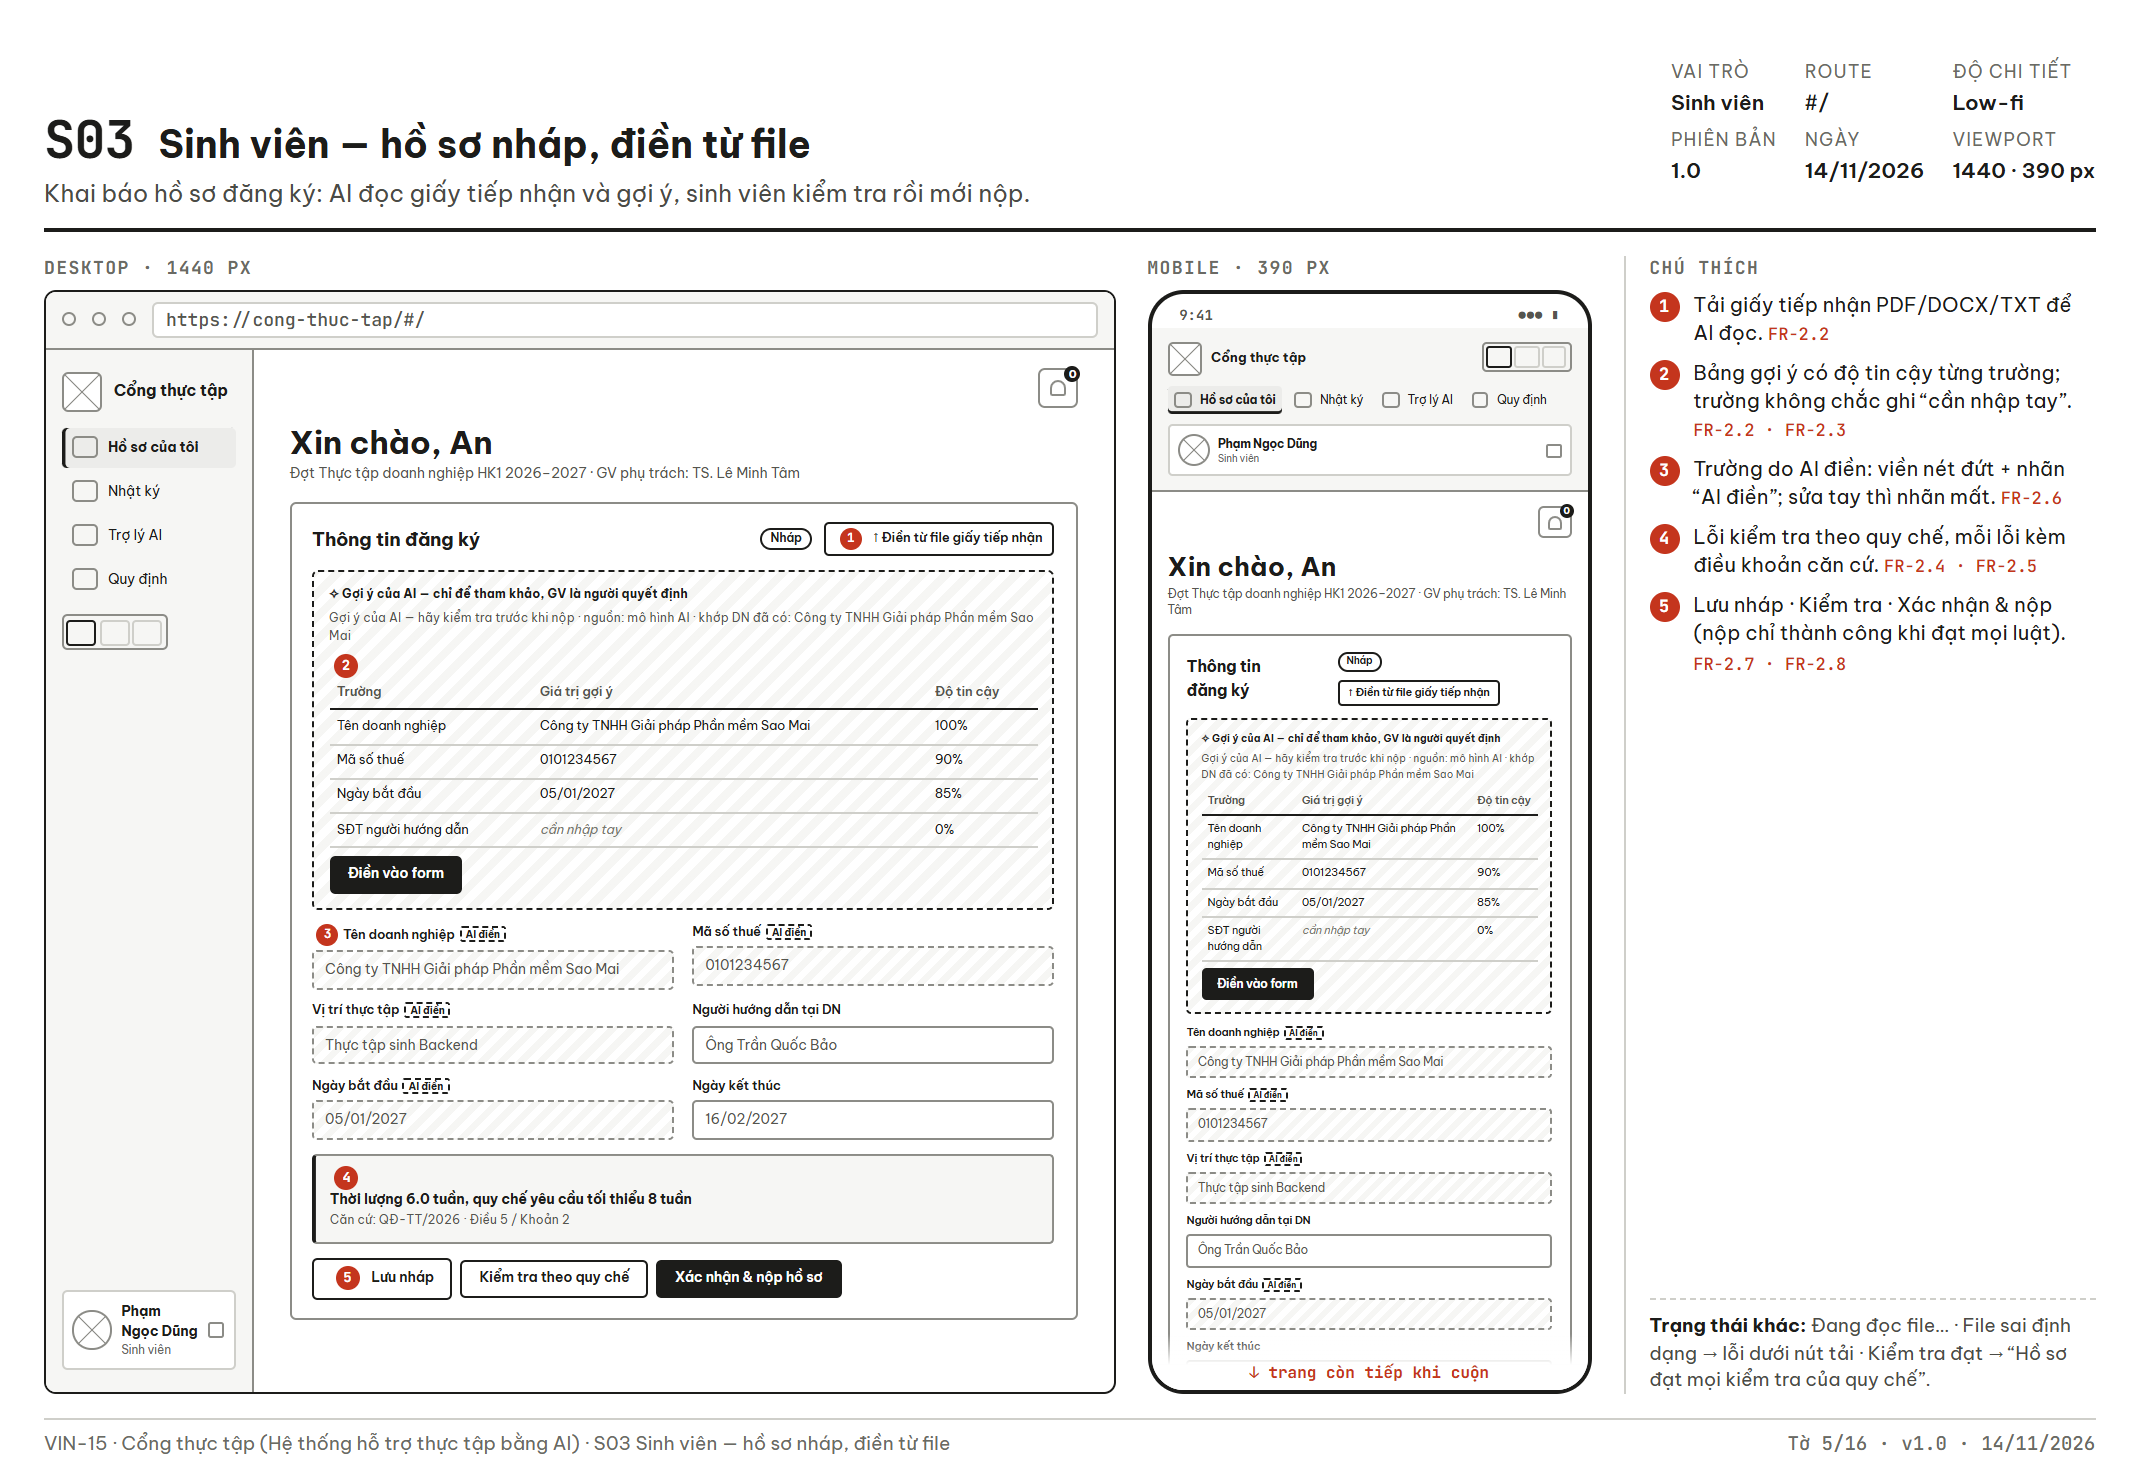 VAI TRÒ
Sinh viên
ROUTE
#/
ĐỘ CHI TIẾT
Low-fi
PHIÊN BẢN
1.0
NGÀY
14/11/2026
VIEWPORT
1440 · 390 px
S03 Sinh viên — hồ sơ nháp, điền từ file
Khai báo hồ sơ đăng ký: AI đọc giấy tiếp nhận và gợi ý, sinh viên kiểm tra rồi mới nộp.
DESKTOP · 1440 PX
https://cong-thuc-tap/#/
Cổng thực tập
Hồ sơ của tôi
Nhật ký
Trợ lý AI
Quy định
Phạm
Ngọc Dũng
Sinh viên
0
Xin chào, An
Đợt Thực tập doanh nghiệp HK1 2026–2027 · GV phụ trách: TS. Lê Minh Tâm
Thông tin đăng ký
Nháp
1 ↑ Điền từ file giấy tiếp nhận
✧ Gợi ý của AI — chỉ để tham khảo, GV là người quyết định
Gợi ý của AI — hãy kiểm tra trước khi nộp · nguồn: mô hình AI · khớp DN đã có: Công ty TNHH Giải pháp Phần mềm Sao
Mai
2
Trường Giá trị gợi ý Độ tin cậy
Tên doanh nghiệp Công ty TNHH Giải pháp Phần mềm Sao Mai 100%
Mã số thuế 0101234567 90%
Ngày bắt đầu 05/01/2027 85%
SĐT người hướng dẫn cần nhập tay 0%
Điền vào form
3 Tên doanh nghiệp AI điền
Công ty TNHH Giải pháp Phần mềm Sao Mai
Mã số thuế AI điền
0101234567
Vị trí thực tập AI điền
Thực tập sinh Backend
Người hướng dẫn tại DN
Ông Trần Quốc Bảo
Ngày bắt đầu AI điền
05/01/2027
Ngày kết thúc
16/02/2027
4
Thời lượng 6.0 tuần, quy chế yêu cầu tối thiểu 8 tuần
Căn cứ: QĐ-TT/2026 · Điều 5 / Khoản 2
5 Lưu nháp
Kiểm tra theo quy chế
Xác nhận & nộp hồ sơ
MOBILE · 390 PX
9:41
Cổng thực tập
Hồ sơ của tôi
Nhật ký
Trợ lý AI
Quy định
Phạm Ngọc Dũng
Sinh viên
0
Xin chào, An
Đợt Thực tập doanh nghiệp HK1 2026–2027 · GV phụ trách: TS. Lê Minh
Tâm
Thông tin
đăng ký
Nháp
↑ Điền từ file giấy tiếp nhận
✧ Gợi ý của AI — chỉ để tham khảo, GV là người quyết định
Gợi ý của AI — hãy kiểm tra trước khi nộp · nguồn: mô hình AI · khớp
DN đã có: Công ty TNHH Giải pháp Phần mềm Sao Mai
Trường Giá trị gợi ý Độ tin cậy
Tên doanh Công ty TNHH Giải pháp Phần 100%
nghiệp mềm Sao Mai
Mã số thuế 0101234567 90%
Ngày bắt đầu 05/01/2027 85%
SĐT người cần nhập tay 0%
hướng dẫn
Điền vào form
Tên doanh nghiệp AI điền
Công ty TNHH Giải pháp Phần mềm Sao Mai
Mã số thuế AI điền
0101234567
Vị trí thực tập AI điền
Thực tập sinh Backend
Người hướng dẫn tại DN
Ông Trần Quốc Bảo
Ngày bắt đầu AI điền
05/01/2027
Ngày kết thúc
↓ trang còn tiếp khi cuộn
CHÚ THÍCH
1 Tải giấy tiếp nhận PDF/DOCX/TXT để
AI đọc. FR-2.2
2 Bảng gợi ý có độ tin cậy từng trường;
trường không chắc ghi “cần nhập tay”.
FR-2.2 · FR-2.3
3 Trường do AI điền: viền nét đứt + nhãn
“AI điền”; sửa tay thì nhãn mất. FR-2.6
4 Lỗi kiểm tra theo quy chế, mỗi lỗi kèm
điều khoản căn cứ. FR-2.4 · FR-2.5
5 Lưu nháp · Kiểm tra · Xác nhận & nộp
(nộp chỉ thành công khi đạt mọi luật).
FR-2.7 · FR-2.8
Trạng thái khác: Đang đọc file… · File sai định
dạng → lỗi dưới nút tải · Kiểm tra đạt → “Hồ sơ
đạt mọi kiểm tra của quy chế”.
VIN-15 · Cổng thực tập (Hệ thống hỗ trợ thực tập bằng AI) · S03 Sinh viên — hồ sơ nháp, điền từ file
Tờ 5/16 · v1.0 · 14/11/2026